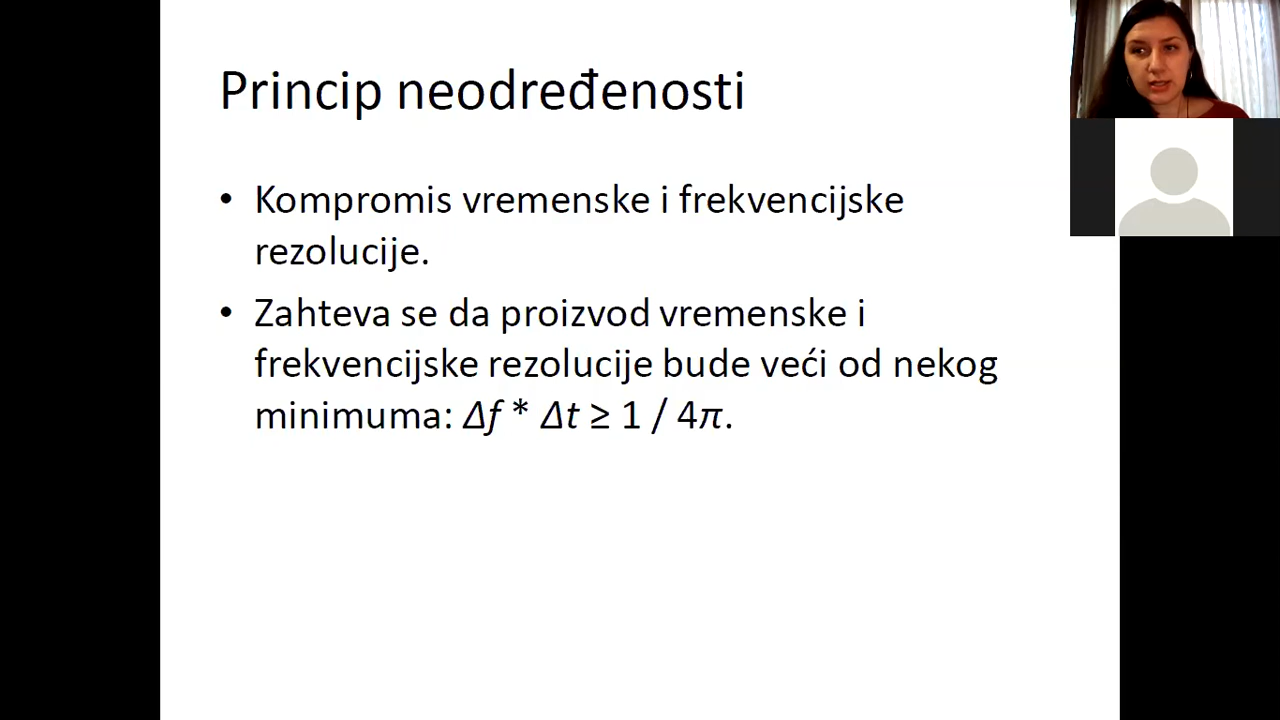 Princip neodređenosti
• Kompromis vremenske i frekvencijske
rezolucije.
• Zahteva se da proizvod vremenske i
frekvencijske rezolucije bude veći od nekog
minimuma: Δf * Δt ≥ 1 / 4π.